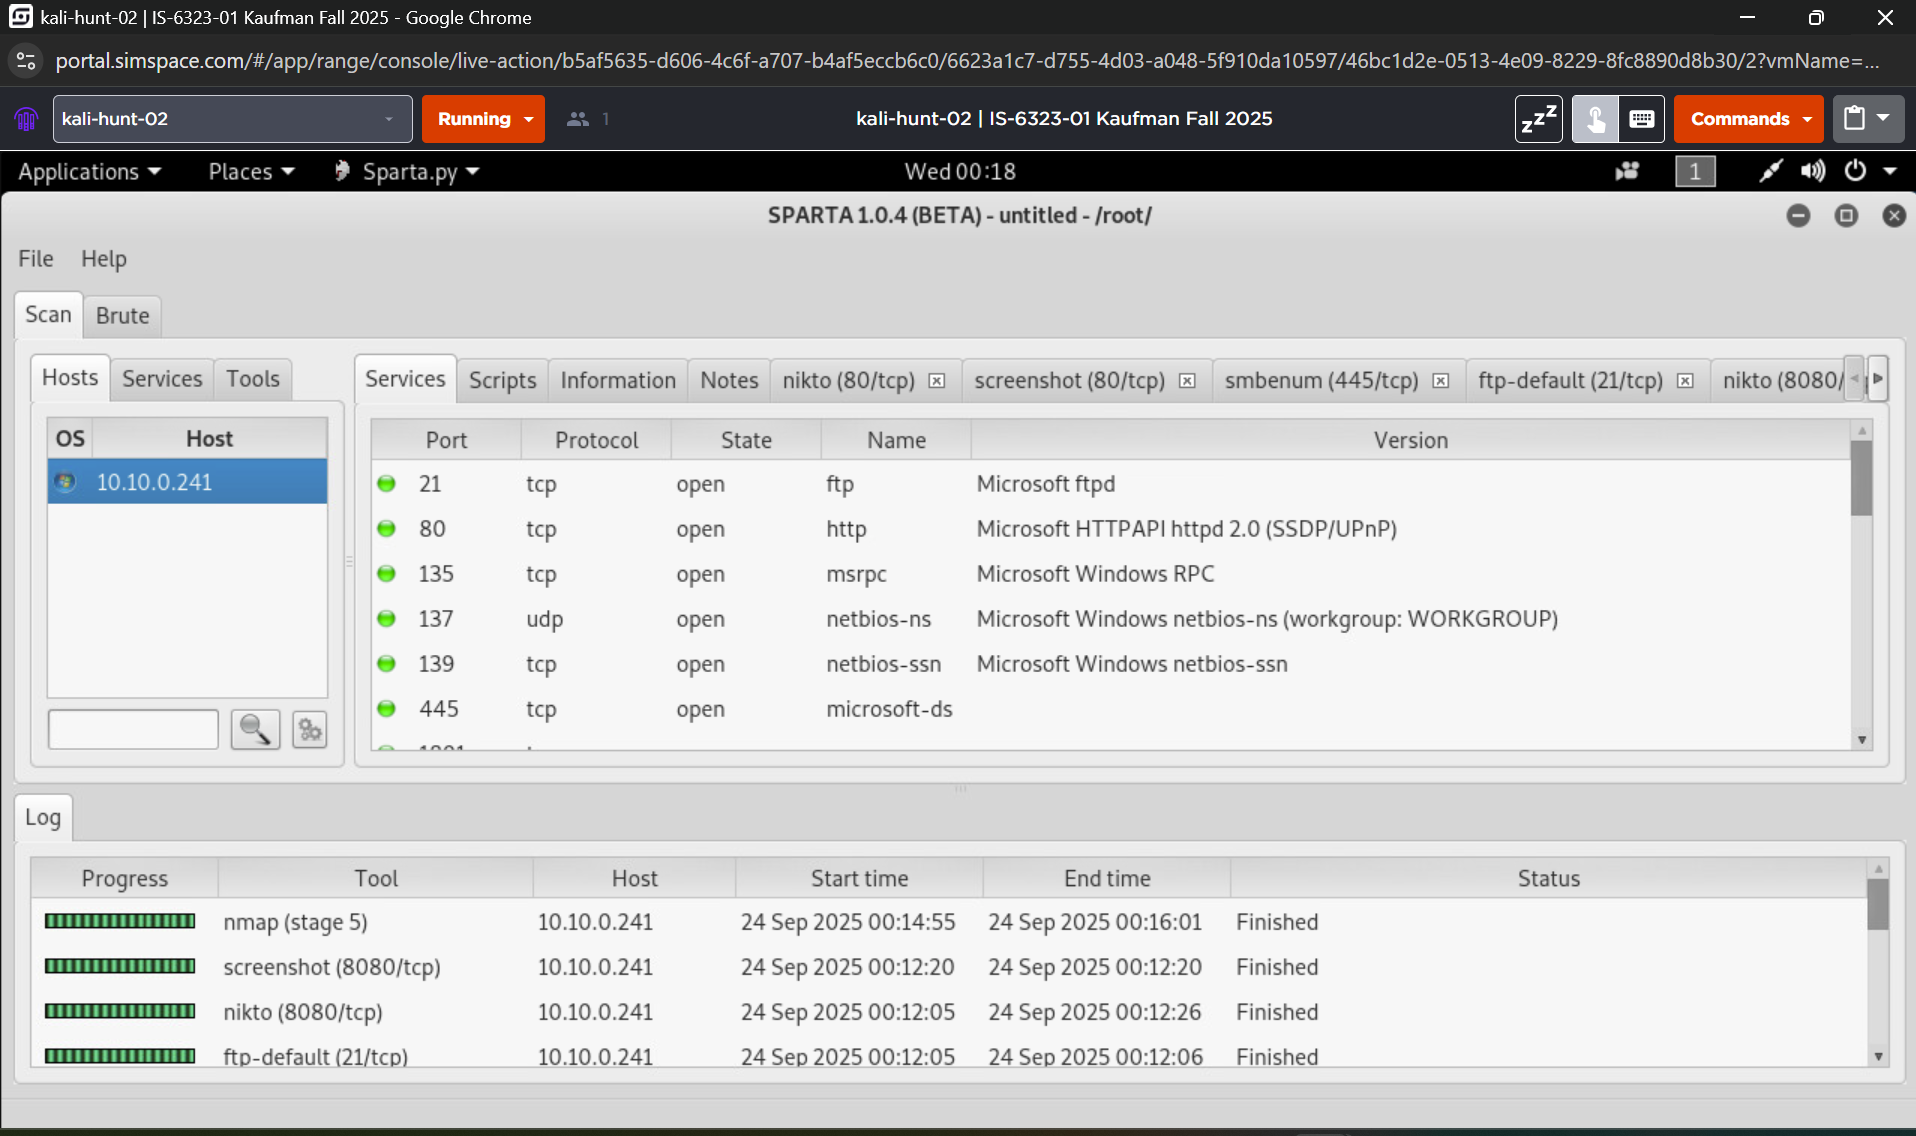 kali-hunt-02 | IS-6323-01 Kaufman Fall 2025 - Google Chrome
portal.simspace.com/#/app/range/console/live-action/b5af5635-d606-4c6f-a707-b4af5eccb6c0/6623a1c7-d755-4d03-a048-5f910da10597/46bc1d2e-0513-4e09-8229-8fc8890d8b30/2?vmName=...
kali-hunt-02 Running 1 kali-hunt-02 | IS-6323-01 Kaufman Fall 2025 zzZ Commands
Applications Places Sparta.py Wed 00:18 1
SPARTA 1.0.4 (BETA) - untitled - /root/
File Help
Scan Brute
Hosts Services Tools Services Scripts Information Notes nikto (80/tcp) screenshot (80/tcp) smbenum (445/tcp) ftp-default (21/tcp) nikto (8080/
OS Host
10.10.0.241
Port Protocol State Name Version
21 tcp open ftp Microsoft ftpd
80 tcp open http Microsoft HTTPAPI httpd 2.0 (SSDP/UPnP)
135 tcp open msrpc Microsoft Windows RPC
137 udp open netbios-ns Microsoft Windows netbios-ns (workgroup: WORKGROUP)
139 tcp open netbios-ssn Microsoft Windows netbios-ssn
445 tcp open microsoft-ds
Log
Progress Tool Host Start time End time Status
nmap (stage 5) 10.10.0.241 24 Sep 2025 00:14:55 24 Sep 2025 00:16:01 Finished
screenshot (8080/tcp) 10.10.0.241 24 Sep 2025 00:12:20 24 Sep 2025 00:12:20 Finished
nikto (8080/tcp) 10.10.0.241 24 Sep 2025 00:12:05 24 Sep 2025 00:12:26 Finished
ftp-default (21/tcp) 10.10.0.241 24 Sep 2025 00:12:05 24 Sep 2025 00:12:06 Finished